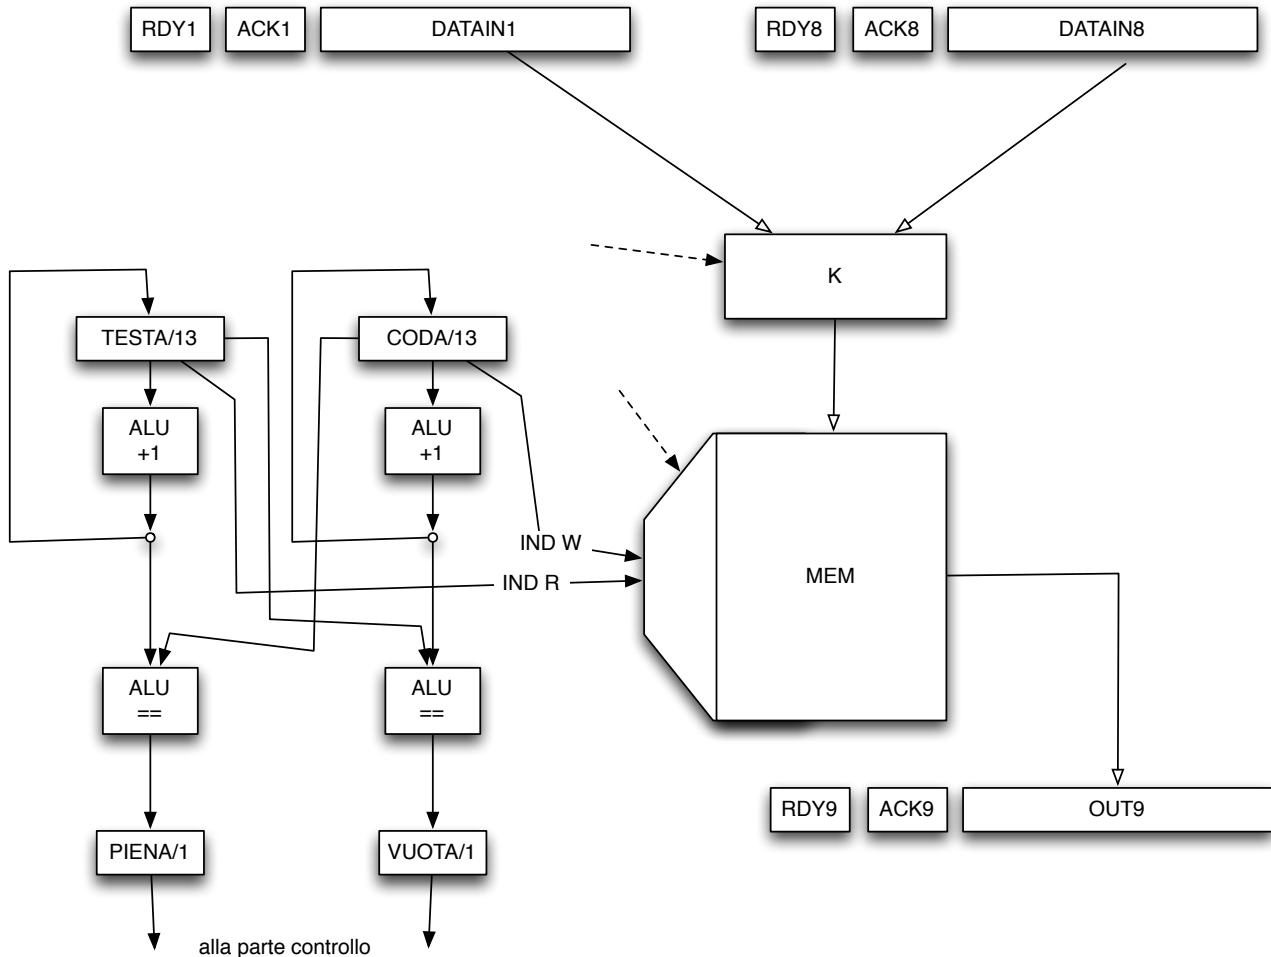 RDY1 ACK1 DATAIN1 RDY8 ACK8 DATAIN8
K
TESTA/13 CODA/13
ALU
+1
ALU
+1
IND W
IND R
MEM
ALU
==
ALU
==
RDY9 ACK9 OUT9
PIENA/1 VUOTA/1
alla parte controllo